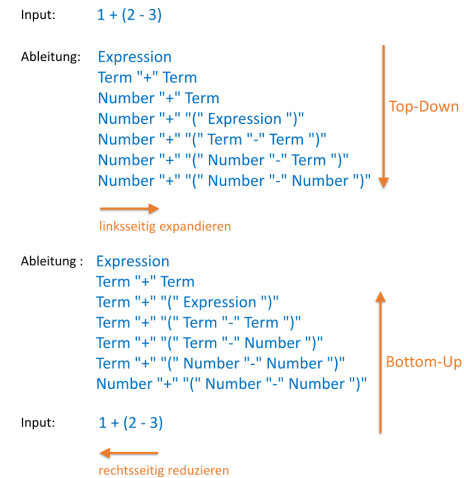 Input: 1 + (2 - 3)
Ableitung: Expression
Term "+" Term
Number "+" Term
Number "+" "(" Expression ")"
Number "+" "(" Term "-" Term ")"
Number "+" "(" Number "-" Term ")"
Number "+" "(" Number "-" Number ")"
Top-Down
linksseitig expandieren
Ableitung : Expression
Term "+" Term
Term "+" "(" Expression ")"
Term "+" "(" Term "-" Term ")"
Term "+" "(" Term "-" Number ")"
Term "+" "(" Number "-" Number ")"
Number "+" "(" Number "-" Number ")"
Bottom-Up
Input: 1 + (2 - 3)
rechtsseitig reduzieren